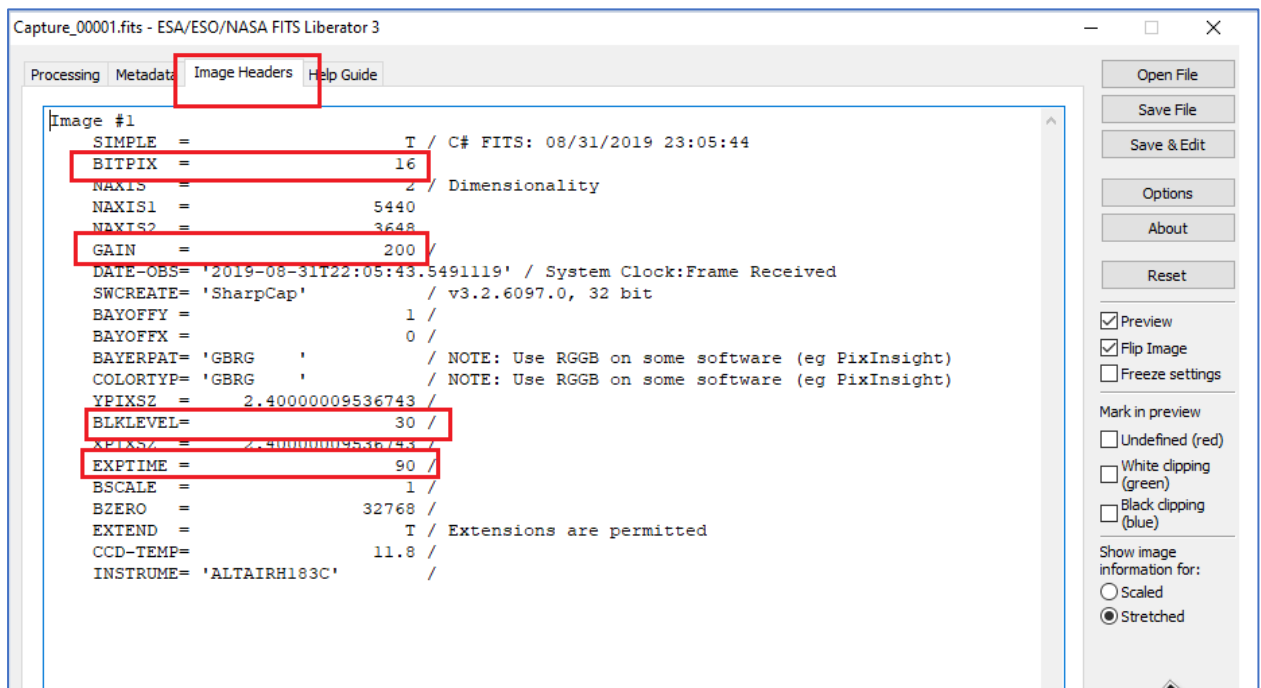 Capture_00001.fits - ESA/ESO/NASA FITS Liberator 3
Processing Metadata Image Headers Help Guide
Image #1
SIMPLE = T / C# FITS: 08/31/2019 23:05:44
BITPIX = 16
NAXIS = 2 / Dimensionality
NAXIS1 = 5440
NAXIS2 = 3648
GAIN = 200 /
DATE-OBS= '2019-08-31T22:05:43.5491119' / System Clock:Frame Received
SWCREATE= 'SharpCap' / v3.2.6097.0, 32 bit
BAYOFFY = 1 /
BAYOFFX = 0 /
BAYERPAT= 'GBRG ' / NOTE: Use RGGB on some software (eg PixInsight)
COLORTYP= 'GBRG ' / NOTE: Use RGGB on some software (eg PixInsight)
YPIXSZ = 2.40000009536743 /
BLKLEVEL= 30 /
XPIXSZ = 2.40000009536743 /
EXPTIME = 90 /
BSCALE = 1 /
BZERO = 32768 /
EXTEND = T / Extensions are permitted
CCD-TEMP= 11.8 /
INSTRUME= 'ALTAIRH183C' /
Open File
Save File
Save & Edit
Options
About
Reset
Preview
Flip Image
Freeze settings
Mark in preview
Undefined (red)
White clipping
(green)
Black clipping
(blue)
Show image
information for:
Scaled
Stretched